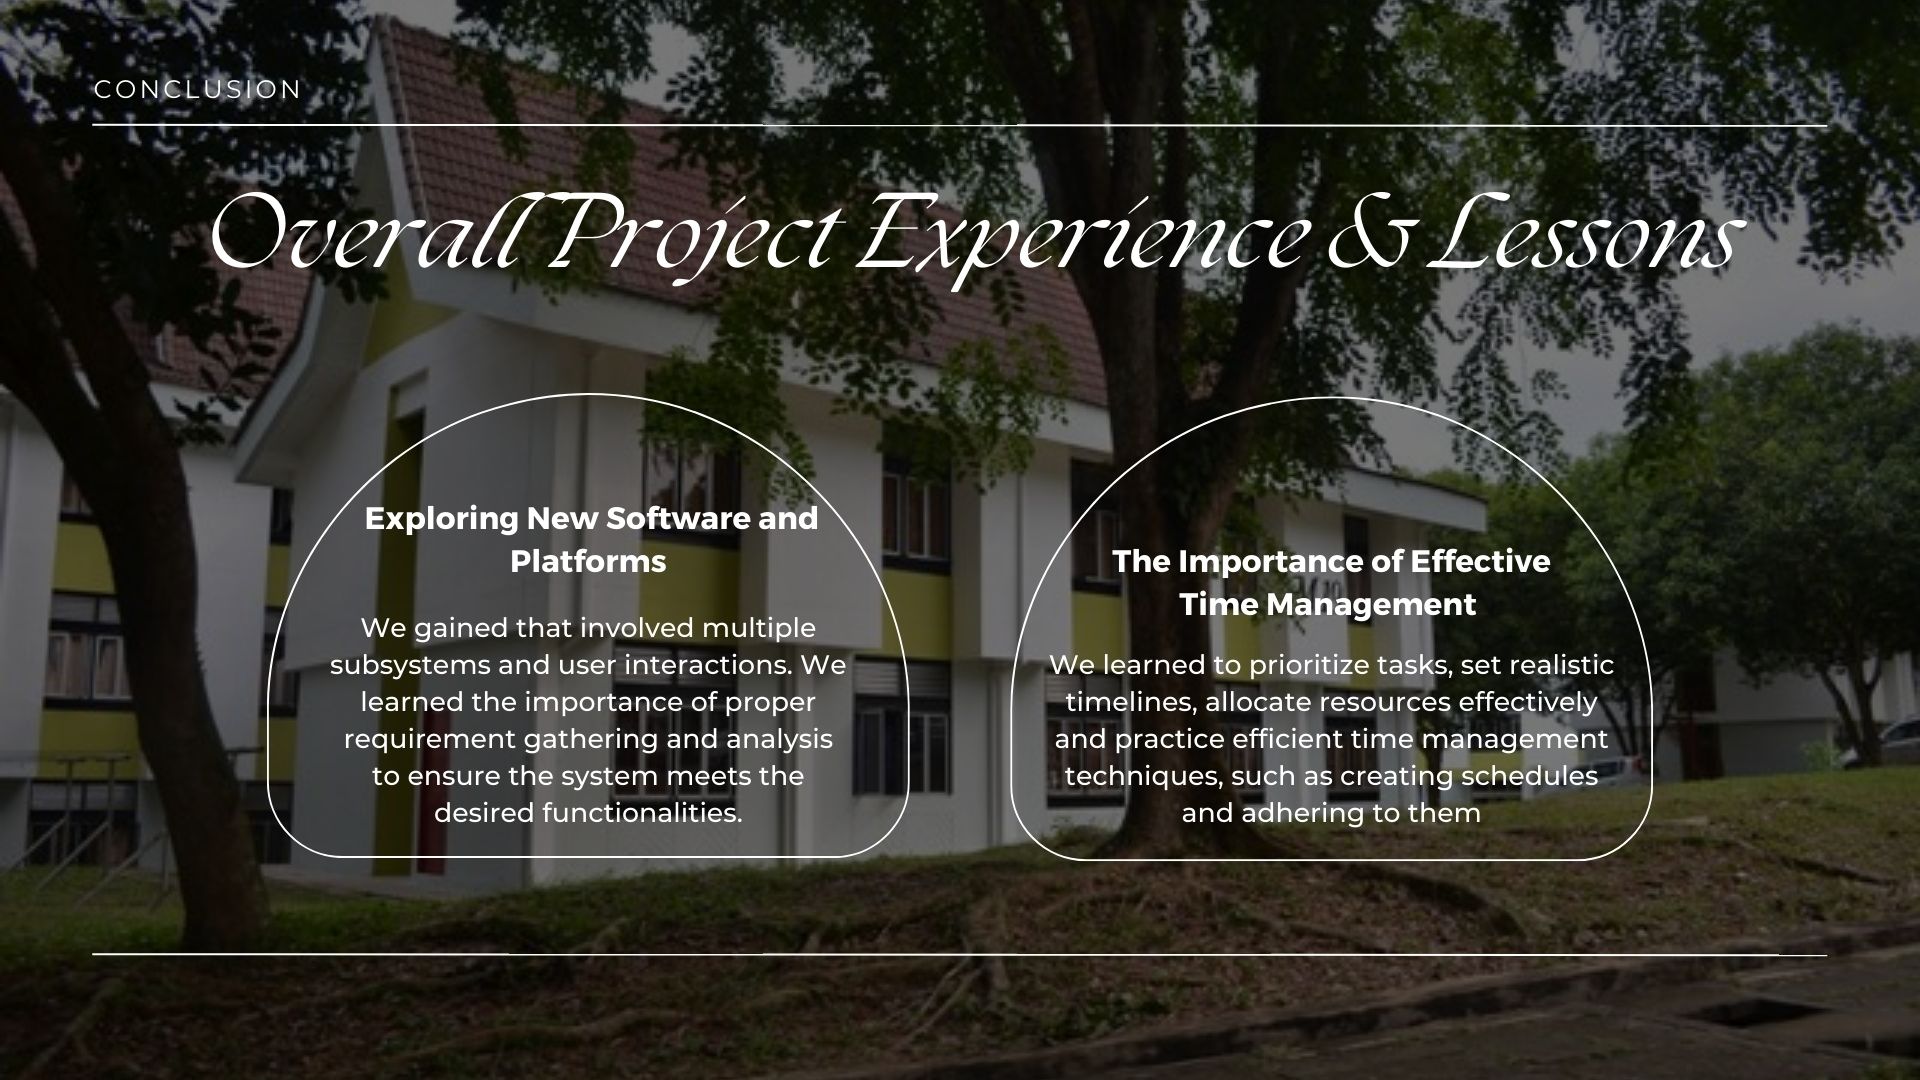 CONCLUSION
Overall Project Experience & Lessons
Exploring New Software and
Platforms
We gained that involved multiple
subsystems and user interactions. We
learned the importance of proper
requirement gathering and analysis
to ensure the system meets the
desired functionalities.
The Importance of Effective
Time Management
We learned to prioritize tasks, set realistic
timelines, allocate resources effectively
and practice efficient time management
techniques, such as creating schedules
and adhering to them